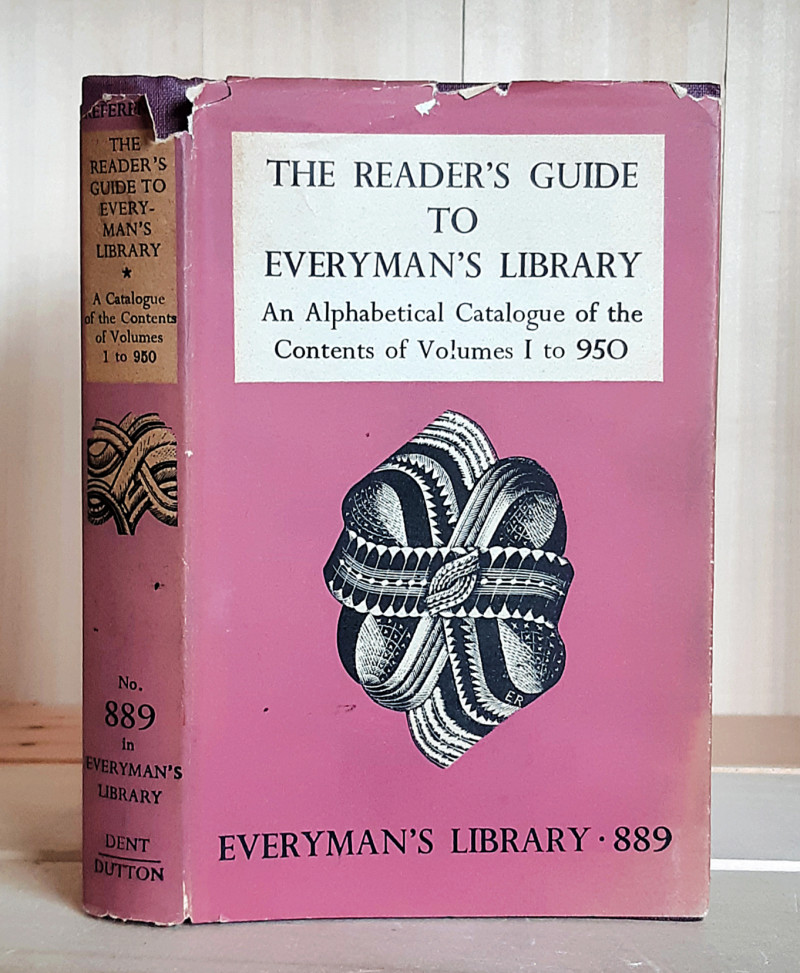 THE
READER'S
GUIDE TO
EVERY-
MAN'S
LIBRARY
★
A Catalogue
of the Contents
of Volumes
1 to 950
No.
889
in
EVERYMAN'S
LIBRARY
DENT
DUTTON
THE READER'S GUIDE
TO
EVERYMAN'S LIBRARY
An Alphabetical Catalogue of the
Contents of Volumes I to 950
ER
EVERYMAN'S LIBRARY · 889